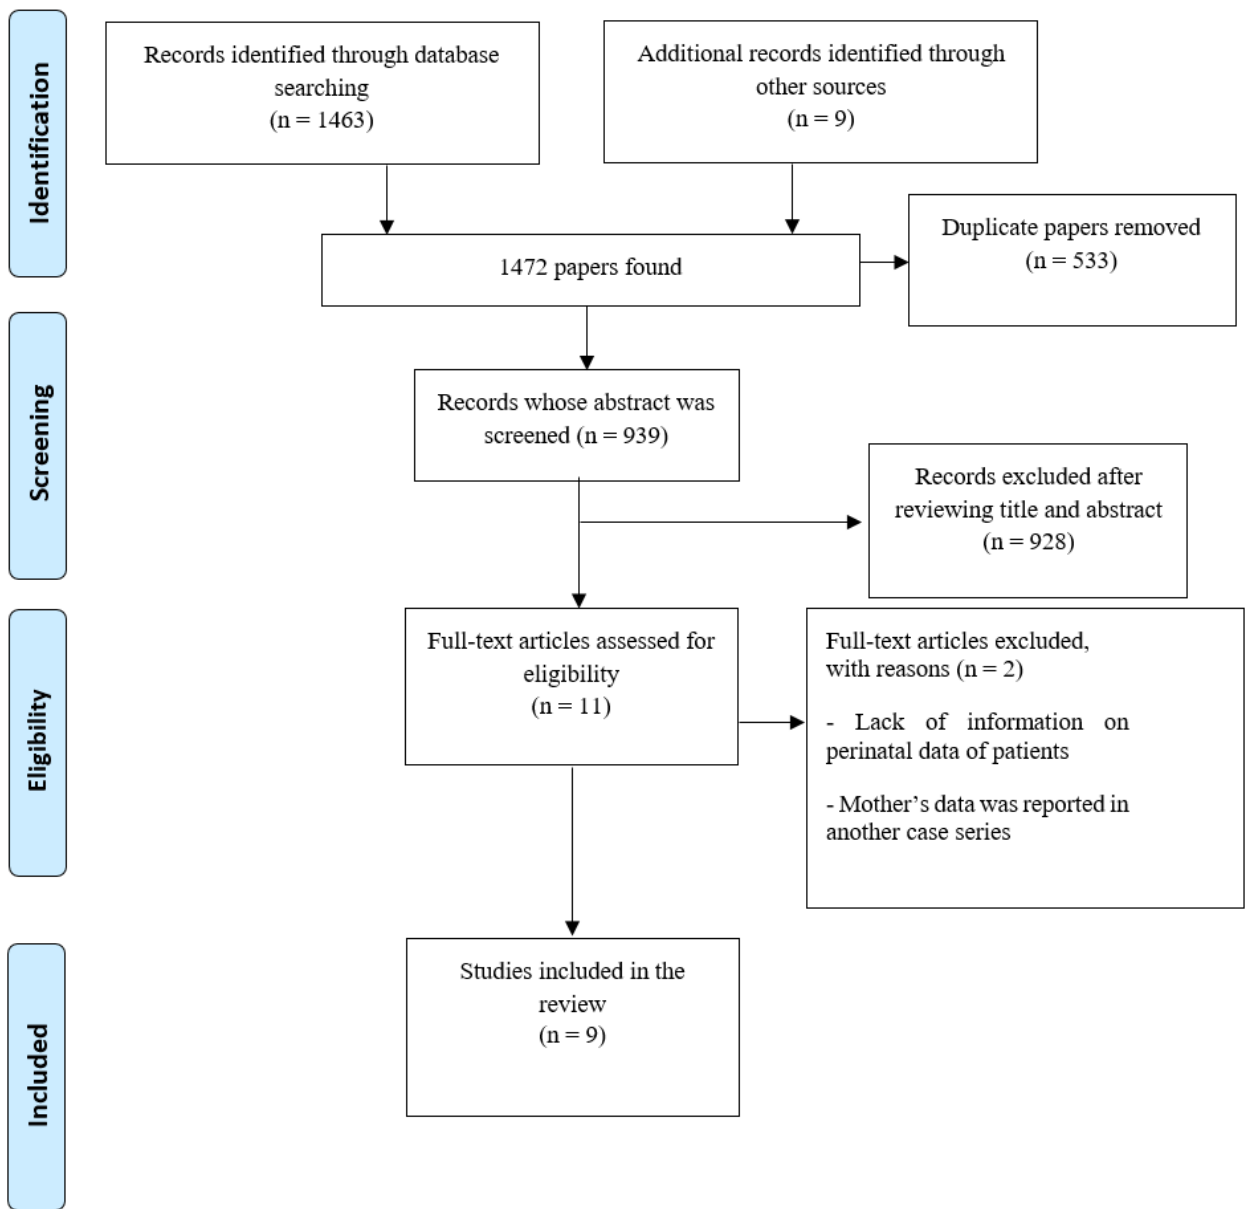 Identification
Records identified through database
searching
(n = 1463)
Additional records identified through
other sources
(n = 9)
1472 papers found
Duplicate papers removed
(n = 533)
Screening
Records whose abstract was
screened (n = 939)
Records excluded after
reviewing title and abstract
(n = 928)
Eligibility
Full-text articles assessed for
eligibility
(n = 11)
Full-text articles excluded,
with reasons (n = 2)
- Lack of information on
perinatal data of patients
- Mother’s data was reported in
another case series
Included
Studies included in the
review
(n = 9)